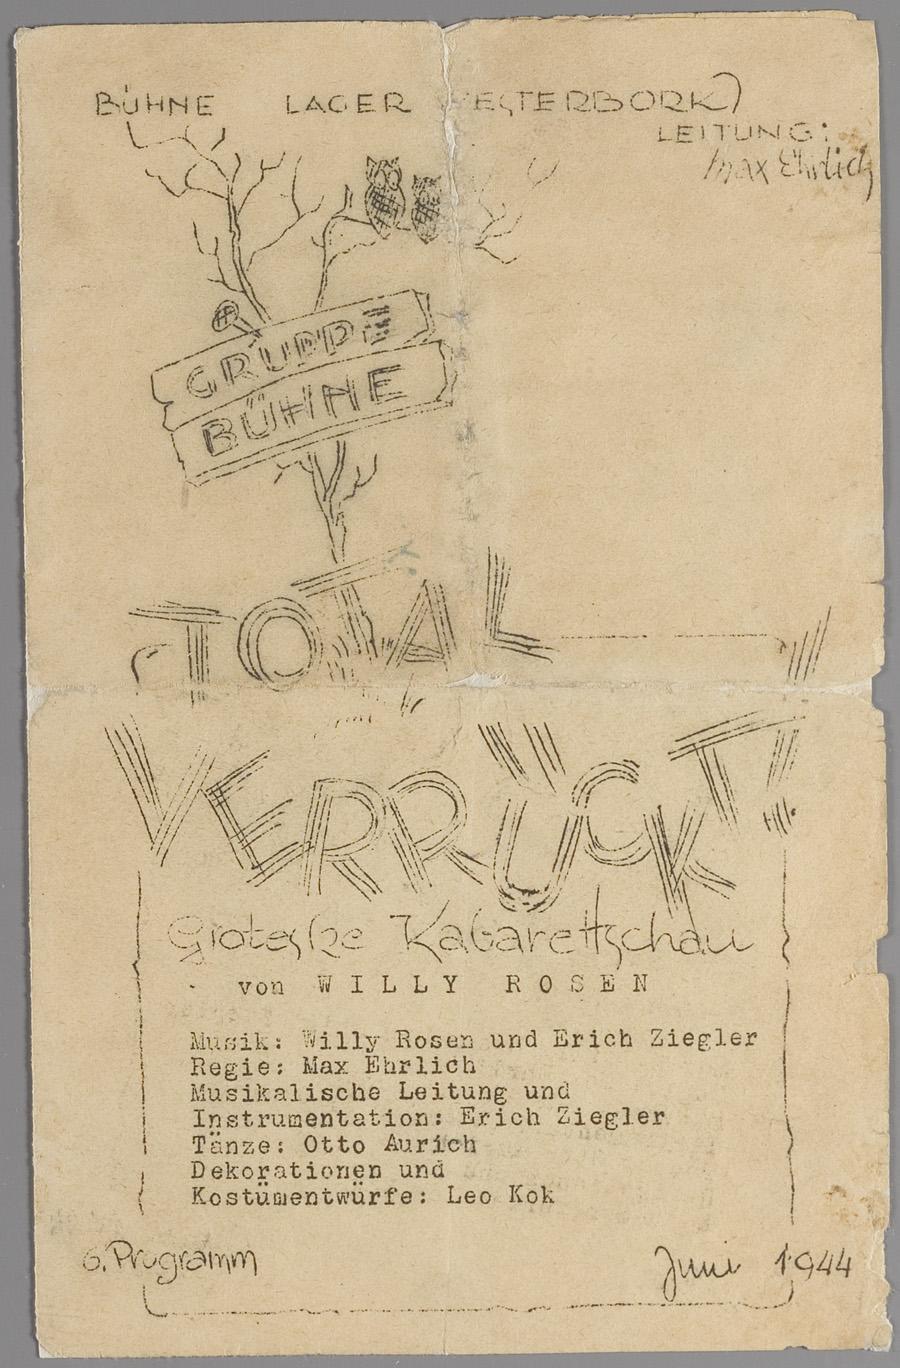 BÜHNE LAGER WESTERBORK
LEITUNG:
Max Ehrlich
GRUPPE
BÜHNE
TOTAL
VERRÜCKT!
Groteske Kabarettschau
von WILLY ROSEN
Musik: Willy Rosen und Erich Ziegler
Regie: Max Ehrlich
Musikalische Leitung und
Instrumentation: Erich Ziegler
Tänze: Otto Aurich
Dekorationen und
Kostümentwürfe: Leo Kok
6. Programm Juni 1944